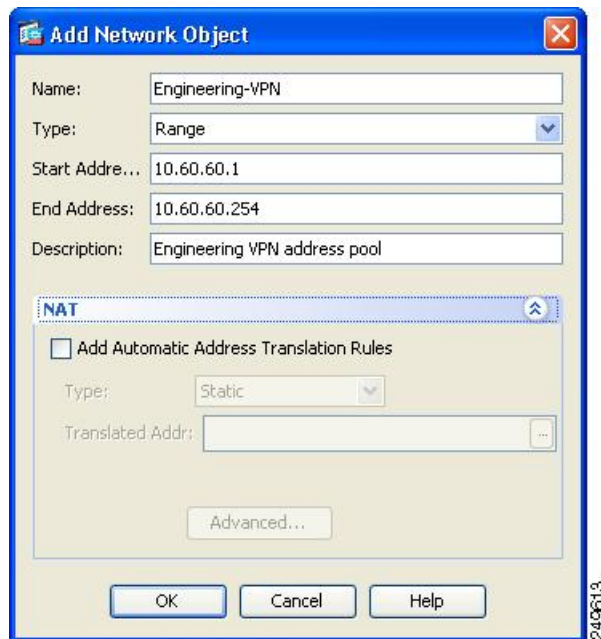 Add Network Object
Name: Engineering-VPN
Type: Range
Start Addre... 10.60.60.1
End Address: 10.60.60.254
Description: Engineering VPN address pool
NAT
Add Automatic Address Translation Rules
Type: Static
Translated Addr: ...
Advanced...
OK Cancel Help
249613